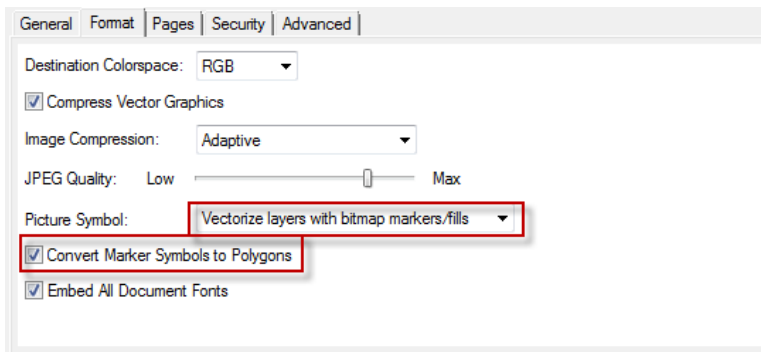 General Format Pages Security Advanced
Destination Colorspace: RGB
Compress Vector Graphics
Image Compression: Adaptive
JPEG Quality: Low Max
Picture Symbol: Vectorize layers with bitmap markers/fills
Convert Marker Symbols to Polygons
Embed All Document Fonts